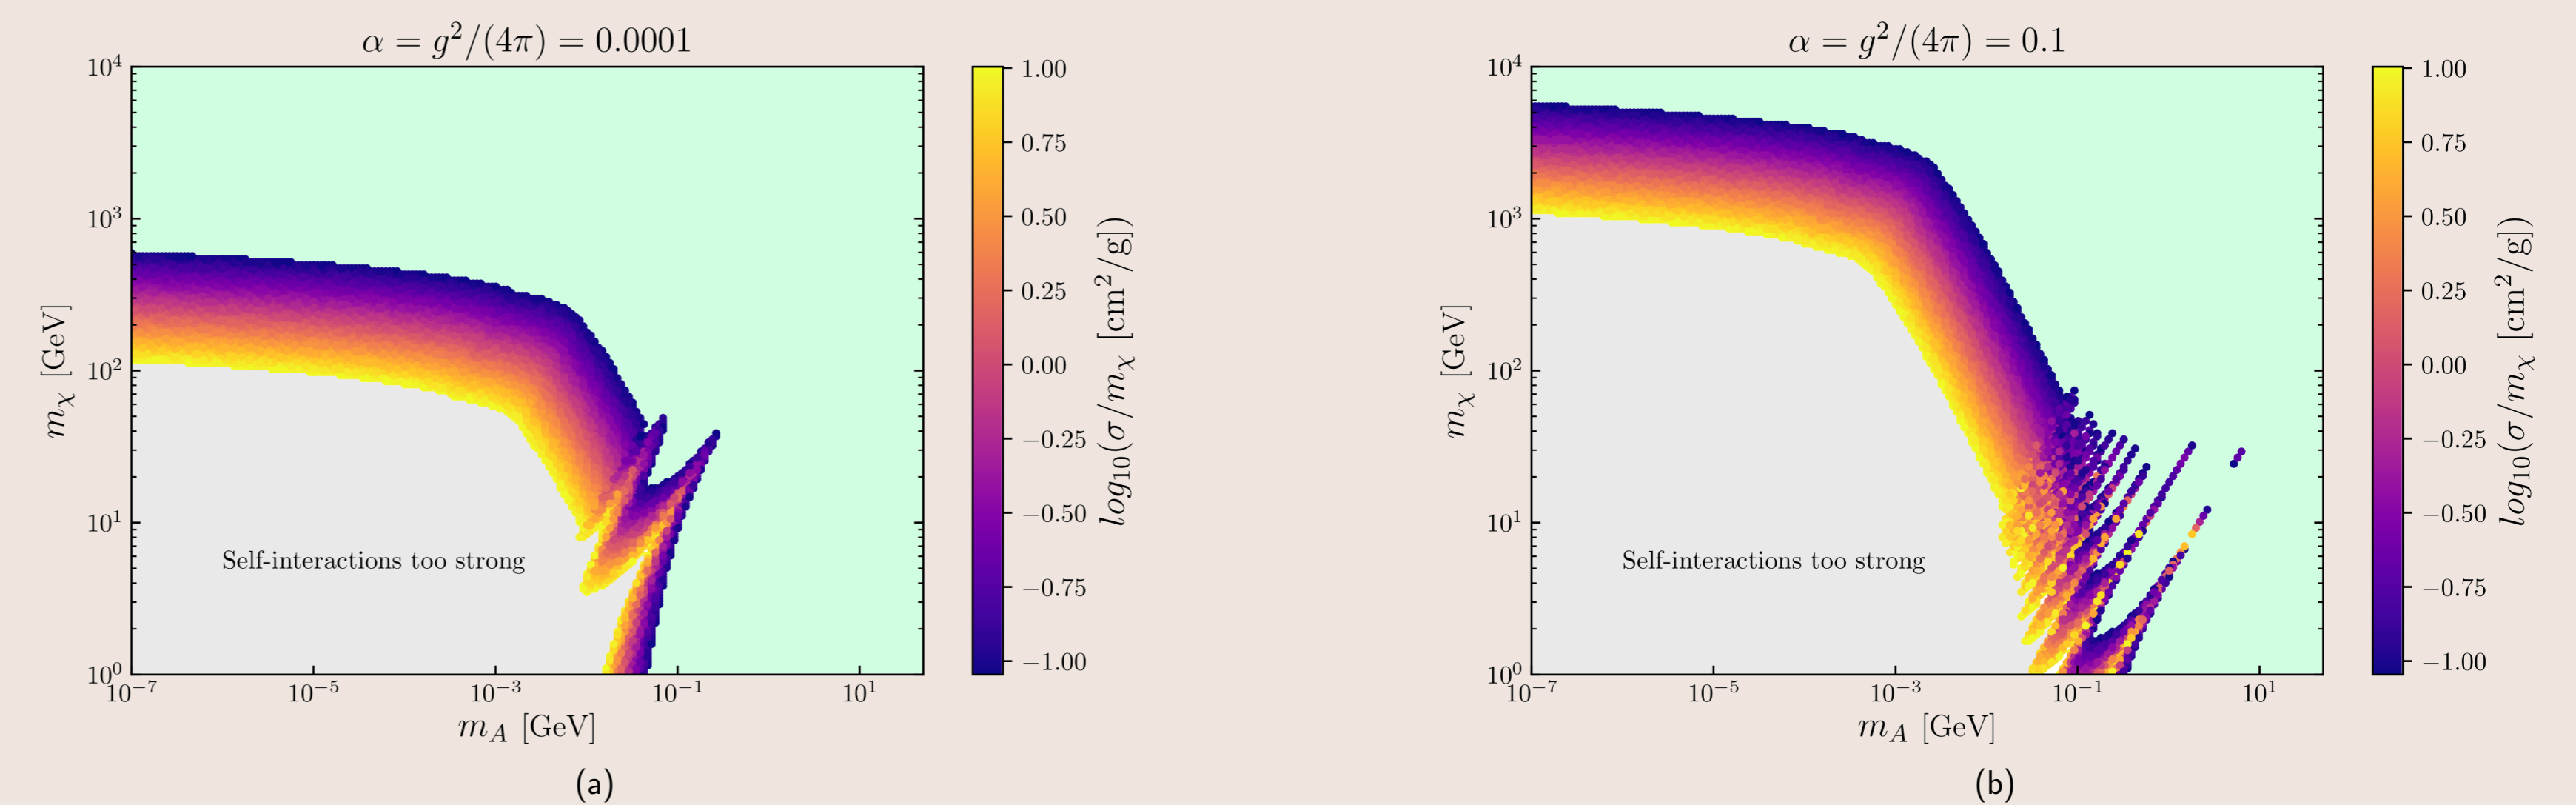 α = g²/(4π) = 0.0001
10⁴
10³
10²
10¹
10⁰
m_χ [GeV]
Self-interactions too strong
10⁻⁷ 10⁻⁵ 10⁻³ 10⁻¹ 10¹
m_A [GeV]
1.00
0.75
0.50
0.25
0.00
−0.25
−0.50
−0.75
−1.00
log₁₀(σ/m_χ [cm²/g])
(a)
α = g²/(4π) = 0.1
10⁴
10³
10²
10¹
10⁰
m_χ [GeV]
Self-interactions too strong
10⁻⁷ 10⁻⁵ 10⁻³ 10⁻¹ 10¹
m_A [GeV]
1.00
0.75
0.50
0.25
0.00
−0.25
−0.50
−0.75
−1.00
log₁₀(σ/m_χ [cm²/g])
(b)